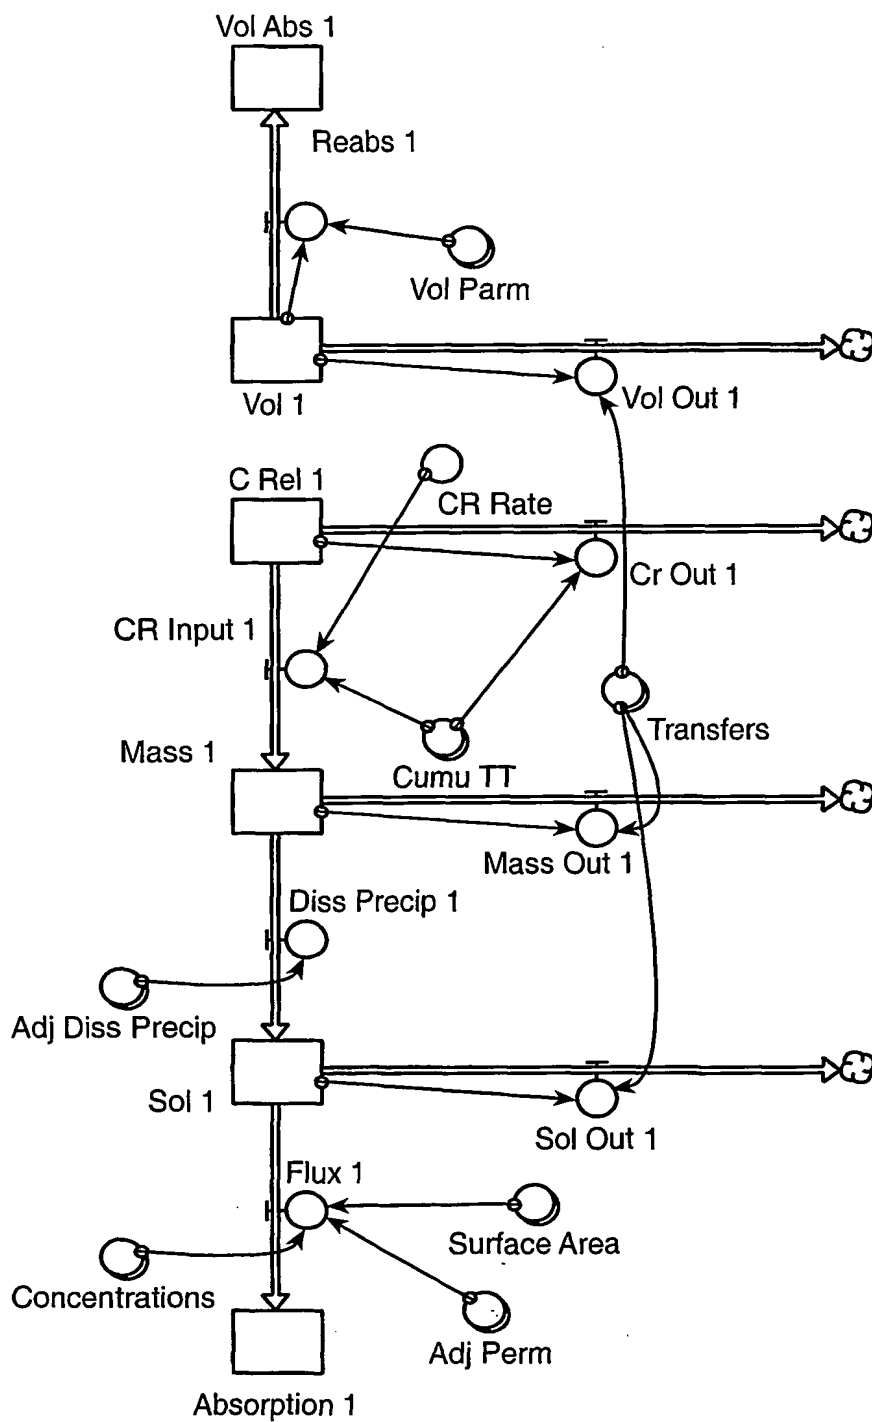 Vol Abs 1
Reabs 1
Vol Parm
Vol 1
Vol Out 1
C Rel 1
CR Rate
Cr Out 1
CR Input 1
Transfers
Mass 1
Cumu TT
Mass Out 1
Diss Precip 1
Adj Diss Precip
Sol 1
Sol Out 1
Flux 1
Surface Area
Concentrations
Adj Perm
Absorption 1